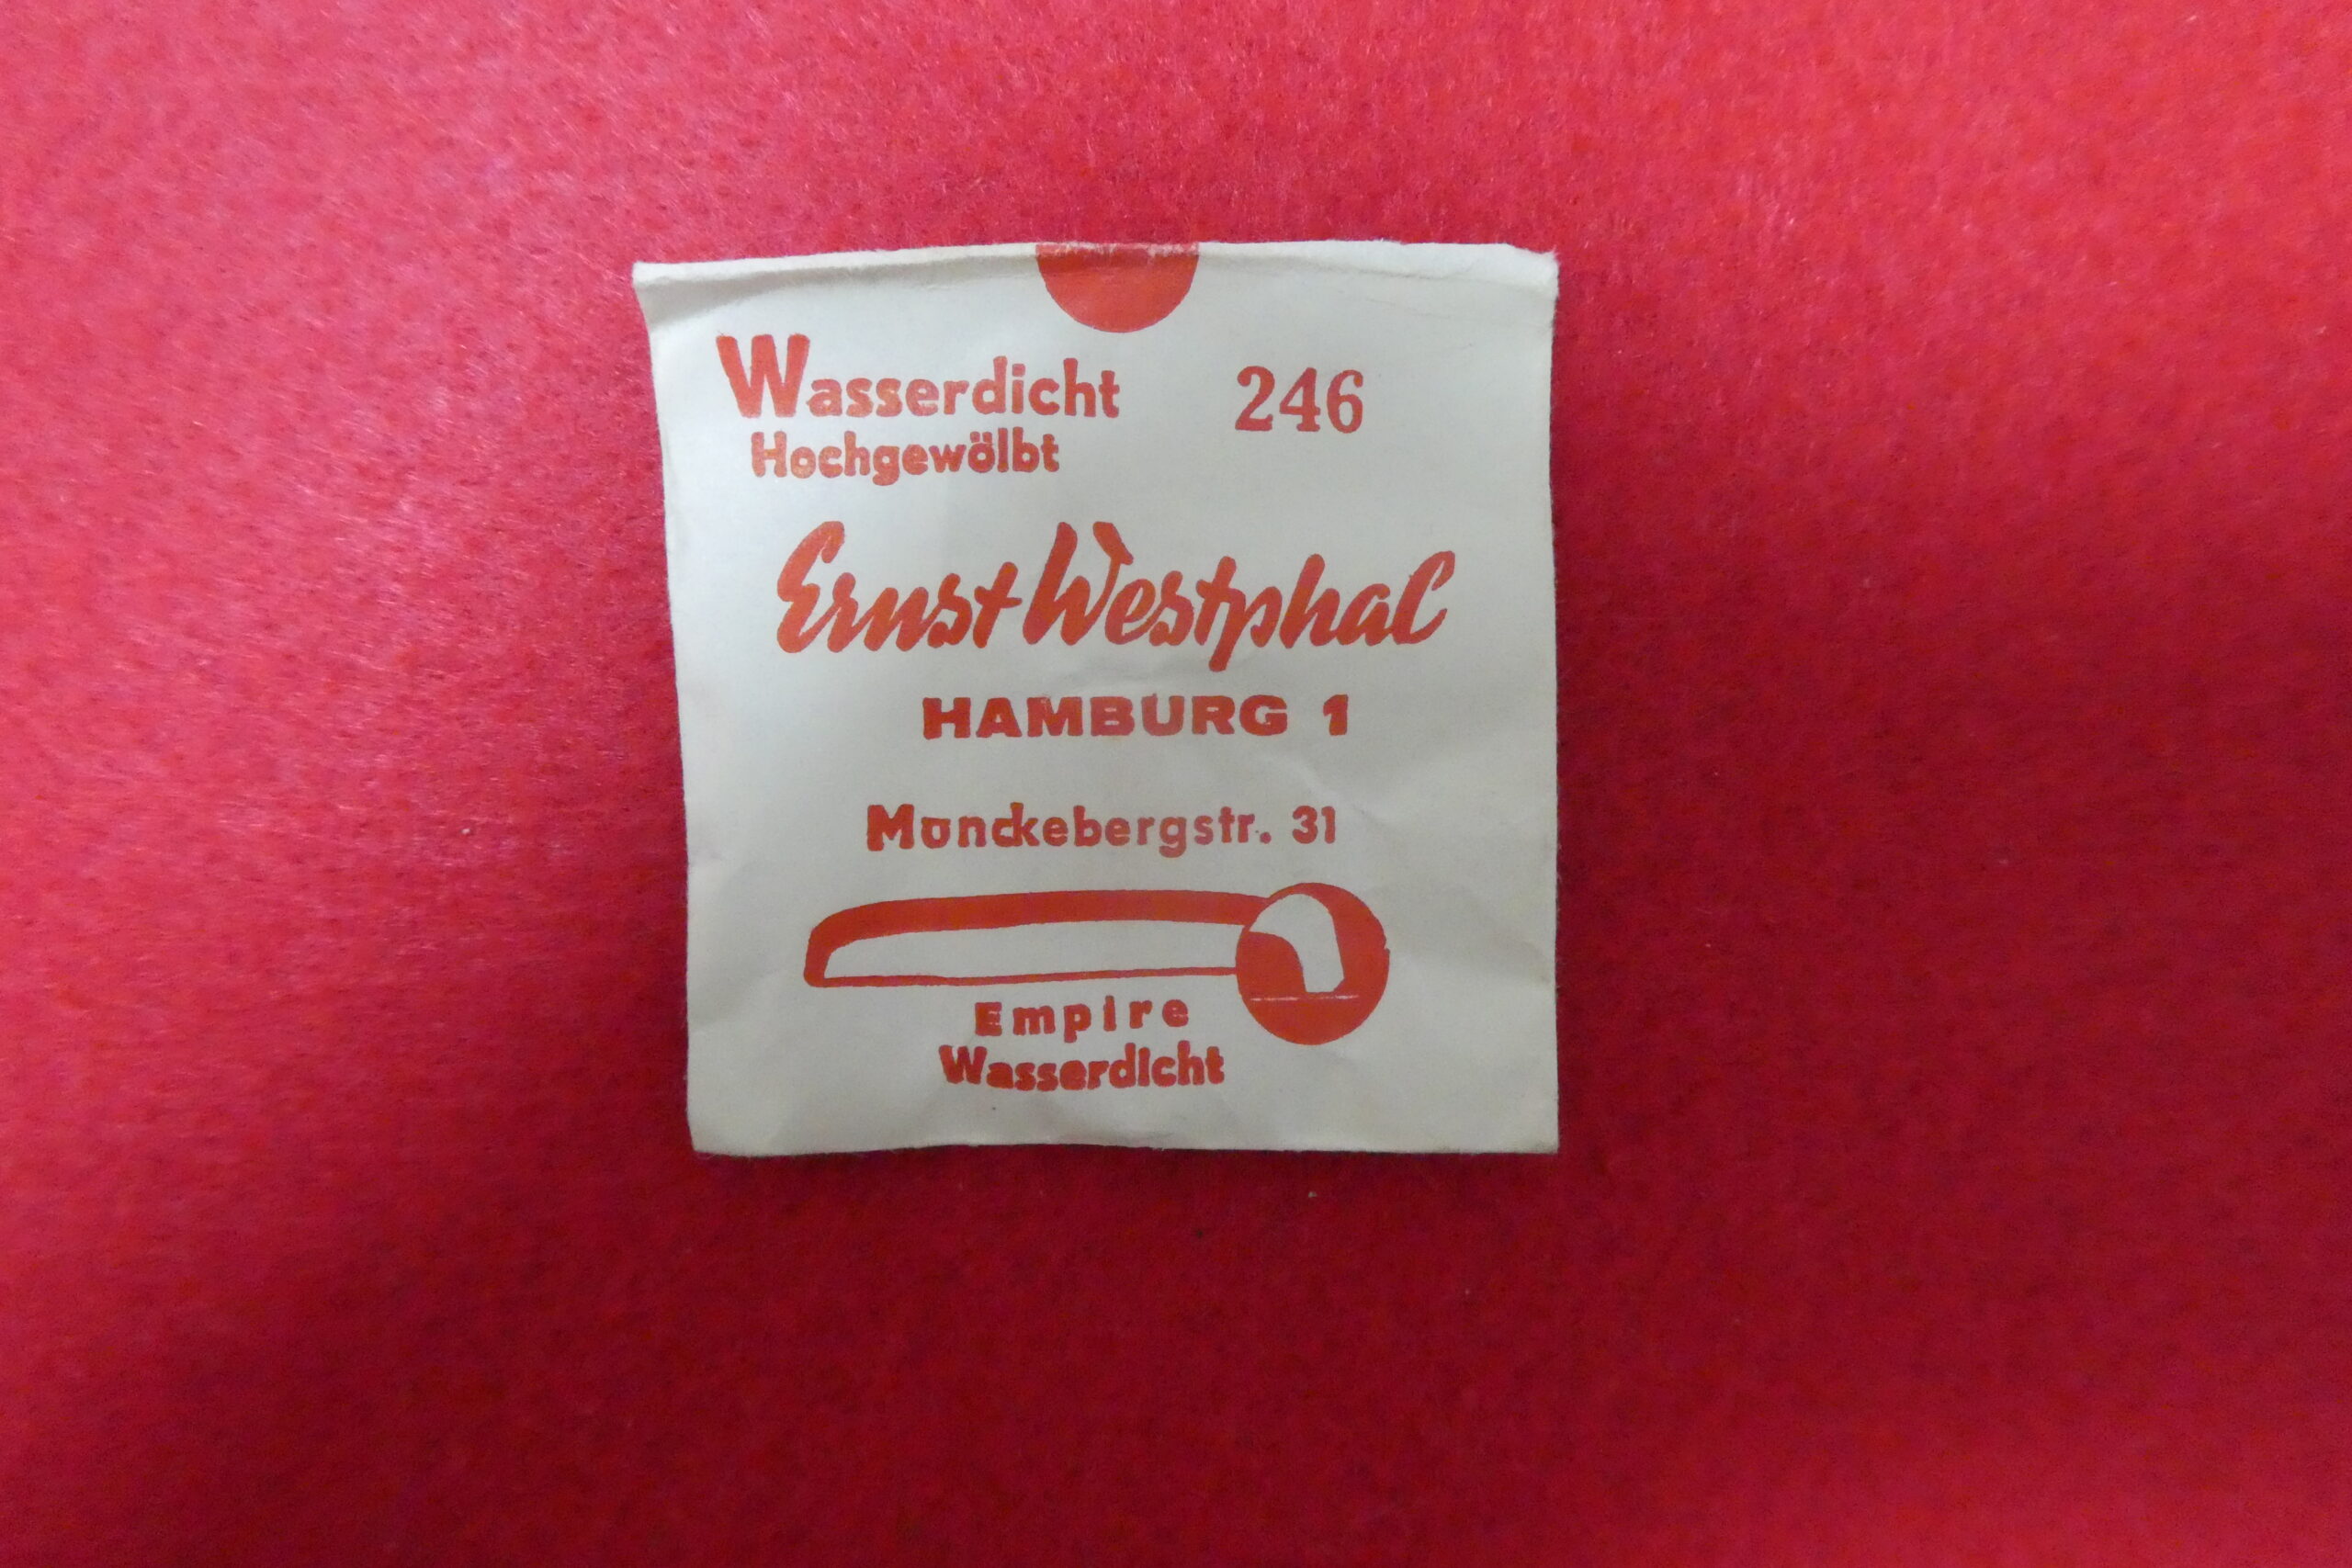 Wasserdicht 246
Hochgewölbt
Ernst Westphal
HAMBURG 1
Mönckebergstr. 31
Empire
Wasserdicht